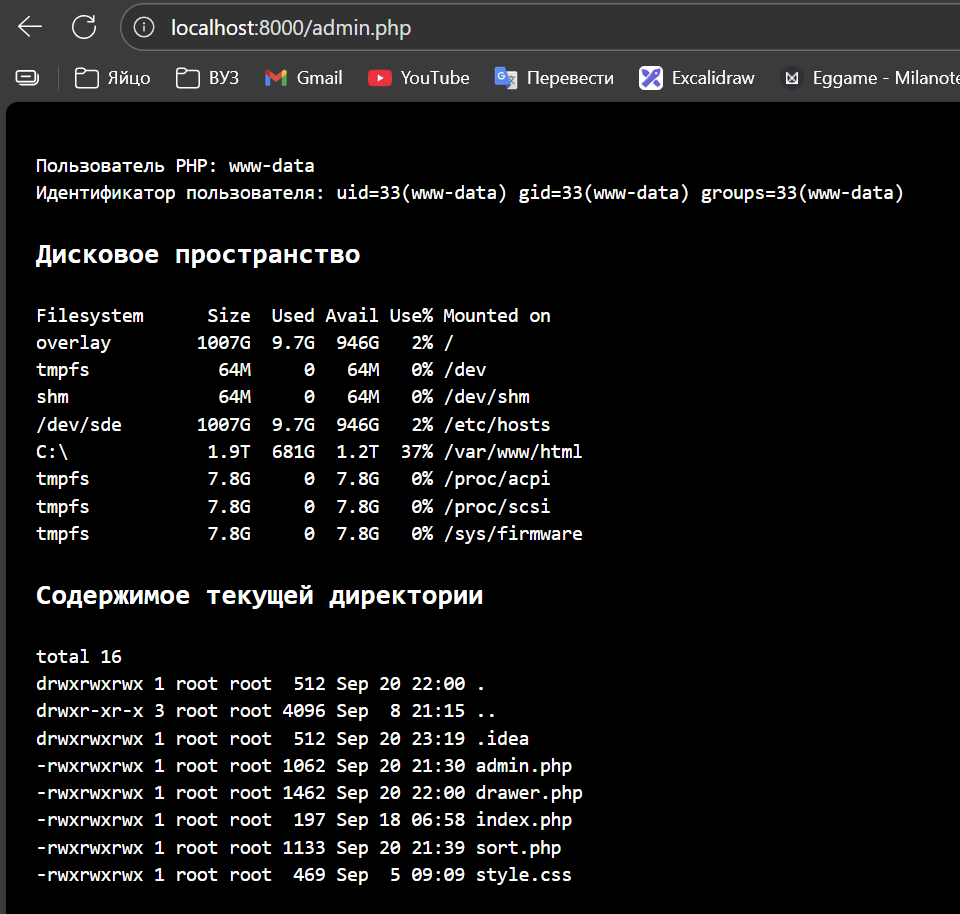 localhost:8000/admin.php
Яйцо ВУЗ Gmail YouTube Перевести Excalidraw Eggame - Milanote
Пользователь PHP: www-data
Идентификатор пользователя: uid=33(www-data) gid=33(www-data) groups=33(www-data)
Дисковое пространство
Filesystem      Size  Used Avail Use% Mounted on
overlay        1007G  9.7G  946G   2% /
tmpfs            64M     0   64M   0% /dev
shm              64M     0   64M   0% /dev/shm
/dev/sde       1007G  9.7G  946G   2% /etc/hosts
C:\             1.9T  681G  1.2T  37% /var/www/html
tmpfs           7.8G     0  7.8G   0% /proc/acpi
tmpfs           7.8G     0  7.8G   0% /proc/scsi
tmpfs           7.8G     0  7.8G   0% /sys/firmware
Содержимое текущей директории
total 16
drwxrwxrwx 1 root root  512 Sep 20 22:00 .
drwxr-xr-x 3 root root 4096 Sep  8 21:15 ..
drwxrwxrwx 1 root root  512 Sep 20 23:19 .idea
-rwxrwxrwx 1 root root 1062 Sep 20 21:30 admin.php
-rwxrwxrwx 1 root root 1462 Sep 20 22:00 drawer.php
-rwxrwxrwx 1 root root  197 Sep 18 06:58 index.php
-rwxrwxrwx 1 root root 1133 Sep 20 21:39 sort.php
-rwxrwxrwx 1 root root  469 Sep  5 09:09 style.css